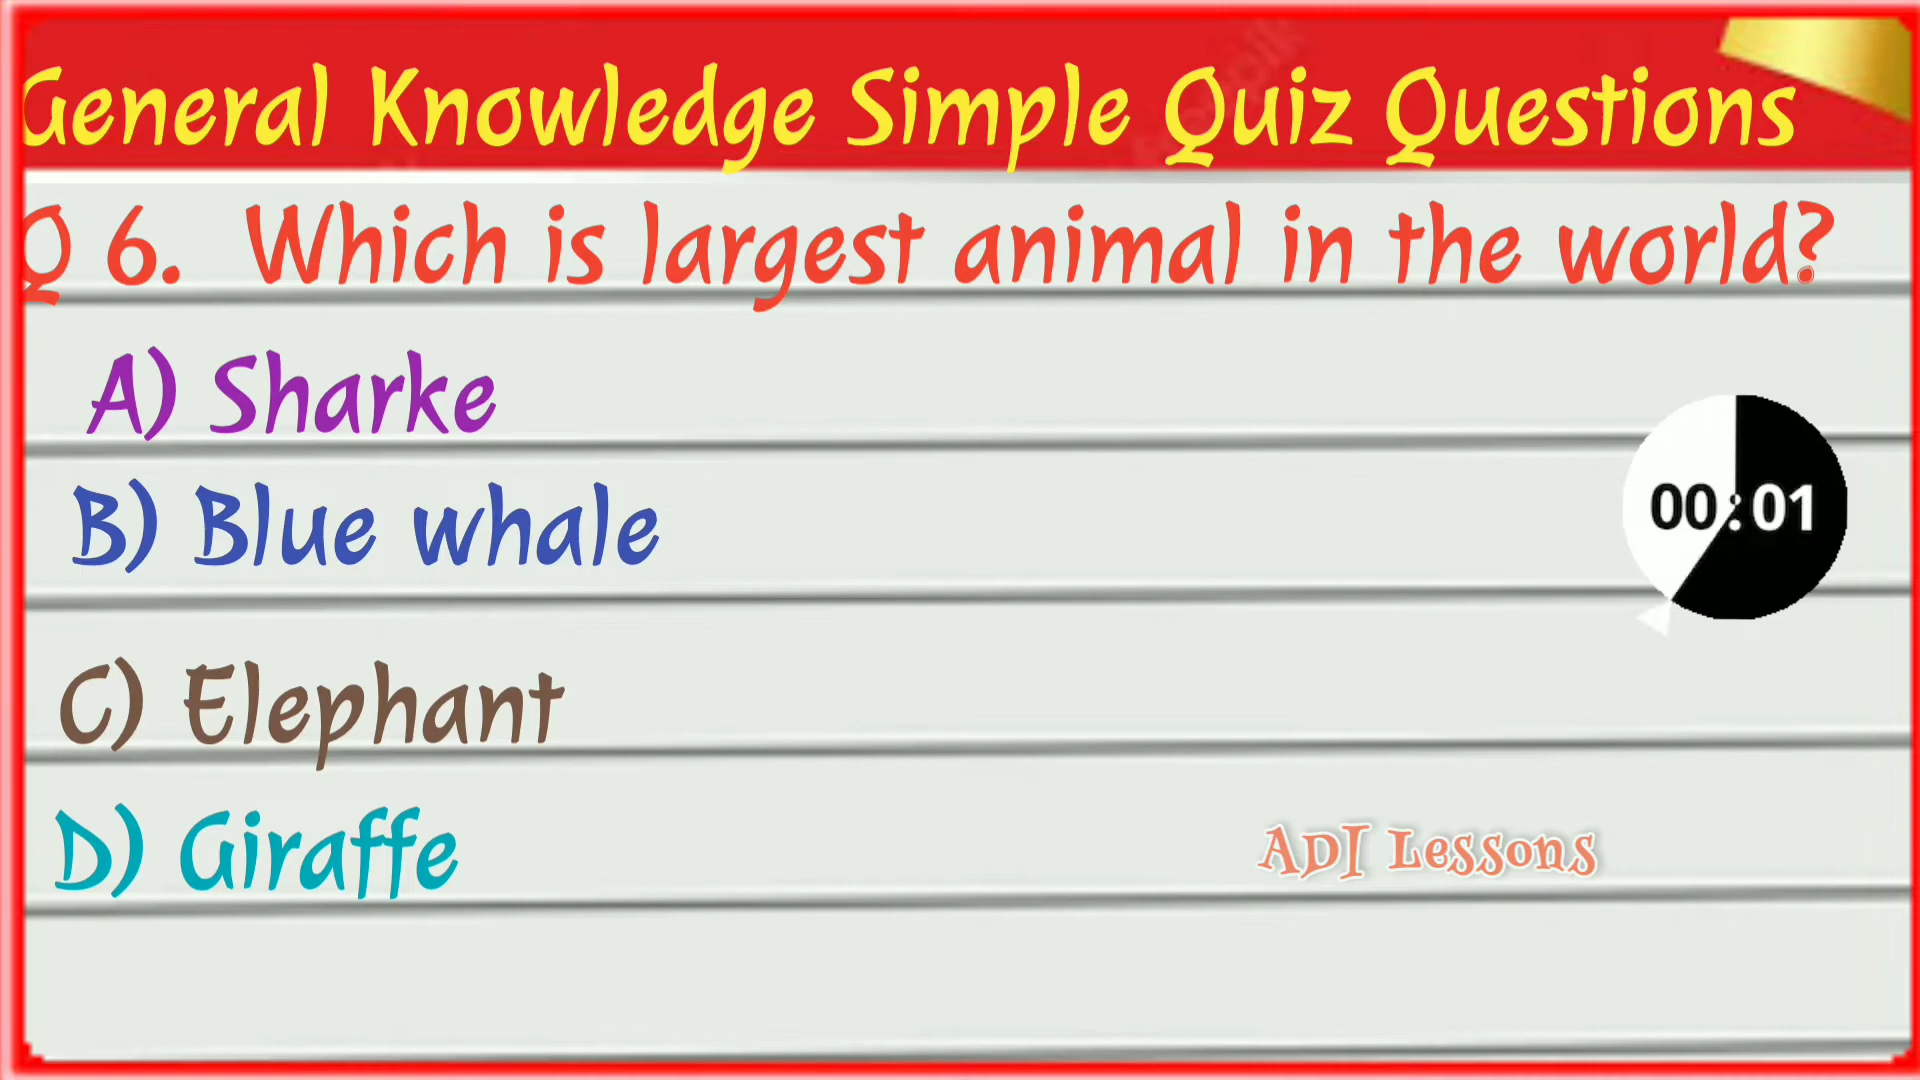 General Knowledge Simple Quiz Questions
Q 6. Which is largest animal in the world?
A) Sharke
B) Blue whale
00:01
C) Elephant
D) Giraffe
ADI Lessons